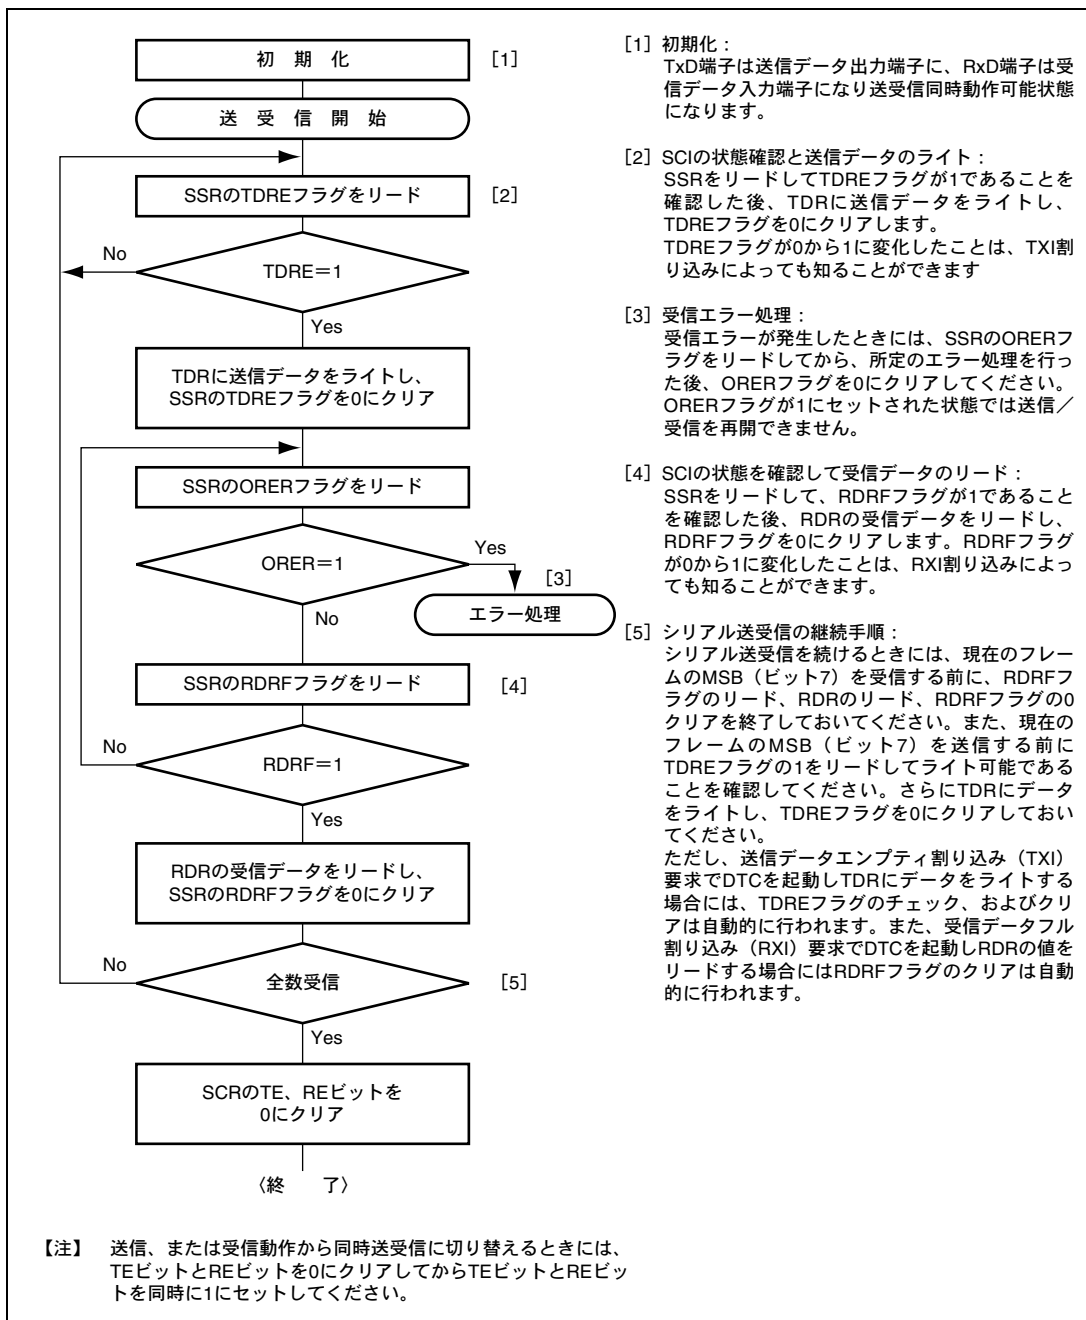 初　期　化 [1]
送　受　信　開　始
SSRのTDREフラグをリード [2]
No
TDRE＝1
Yes
TDRに送信データをライトし、
SSRのTDREフラグを0にクリア
SSRのORERフラグをリード
ORER＝1
Yes
[3]
エラー処理
No
SSRのRDRFフラグをリード [4]
No
RDRF＝1
Yes
RDRの受信データをリードし、
SSRのRDRFフラグを0にクリア
No
全数受信 [5]
Yes
SCRのTE、REビットを
0にクリア
〈終　了〉
[1] 初期化：
TxD端子は送信データ出力端子に、RxD端子は受
信データ入力端子になり送受信同時動作可能状態
になります。
[2] SCIの状態確認と送信データのライト：
SSRをリードしてTDREフラグが1であることを
確認した後、TDRに送信データをライトし、
TDREフラグを0にクリアします。
TDREフラグが0から1に変化したことは、TXI割
り込みによっても知ることができます
[3] 受信エラー処理：
受信エラーが発生したときには、SSRのORERフ
ラグをリードしてから、所定のエラー処理を行っ
た後、ORERフラグを0にクリアしてください。
ORERフラグが1にセットされた状態では送信／
受信を再開できません。
[4] SCIの状態を確認して受信データのリード：
SSRをリードして、RDRFフラグが1であること
を確認した後、RDRの受信データをリードし、
RDRFフラグを0にクリアします。RDRFフラグ
が0から1に変化したことは、RXI割り込みによっ
ても知ることができます。
[5] シリアル送受信の継続手順：
シリアル送受信を続けるときには、現在のフレー
ムのMSB（ビット7）を受信する前に、RDRFフ
ラグのリード、RDRのリード、RDRFフラグの0
クリアを終了しておいてください。また、現在の
フレームのMSB（ビット7）を送信する前に
TDREフラグの1をリードしてライト可能である
ことを確認してください。さらにTDRにデータ
をライトし、TDREフラグを0にクリアしておい
てください。
ただし、送信データエンプティ割り込み（TXI）
要求でDTCを起動しTDRにデータをライトする
場合には、TDREフラグのチェック、およびクリ
アは自動的に行われます。また、受信データフル
割り込み（RXI）要求でDTCを起動しRDRの値を
リードする場合にはRDRFフラグのクリアは自動
的に行われます。
【注】 送信、または受信動作から同時送受信に切り替えるときには、
TEビットとREビットを0にクリアしてからTEビットとREビッ
トを同時に1にセットしてください。